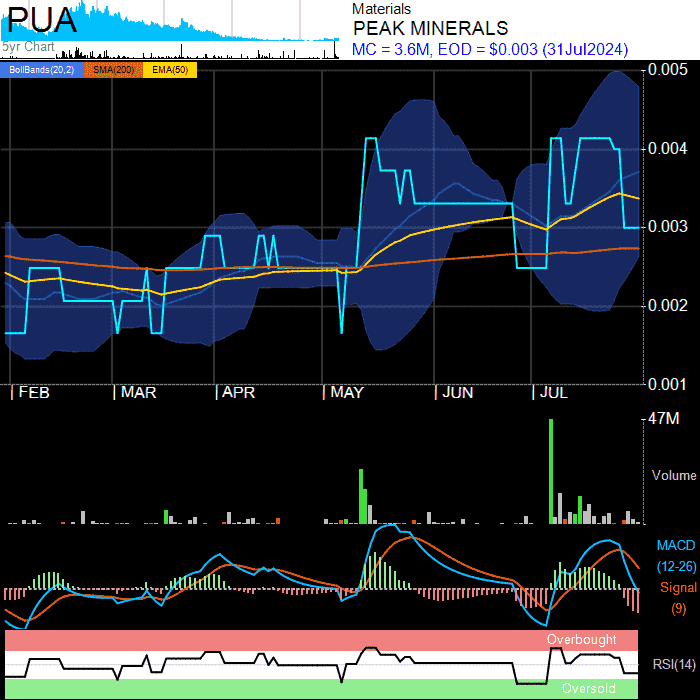 PUA
5yr Chart
Materials
PEAK MINERALS
MC = 3.6M, EOD = $0.003 (31Jul2024)
BollBands(20,2) SMA(200) EMA(50)
0.005
0.004
0.003
0.002
0.001
FEB MAR APR MAY JUN JUL
47M
Volume
MACD
(12-26)
Signal
(9)
Overbought
RSI(14)
Oversold